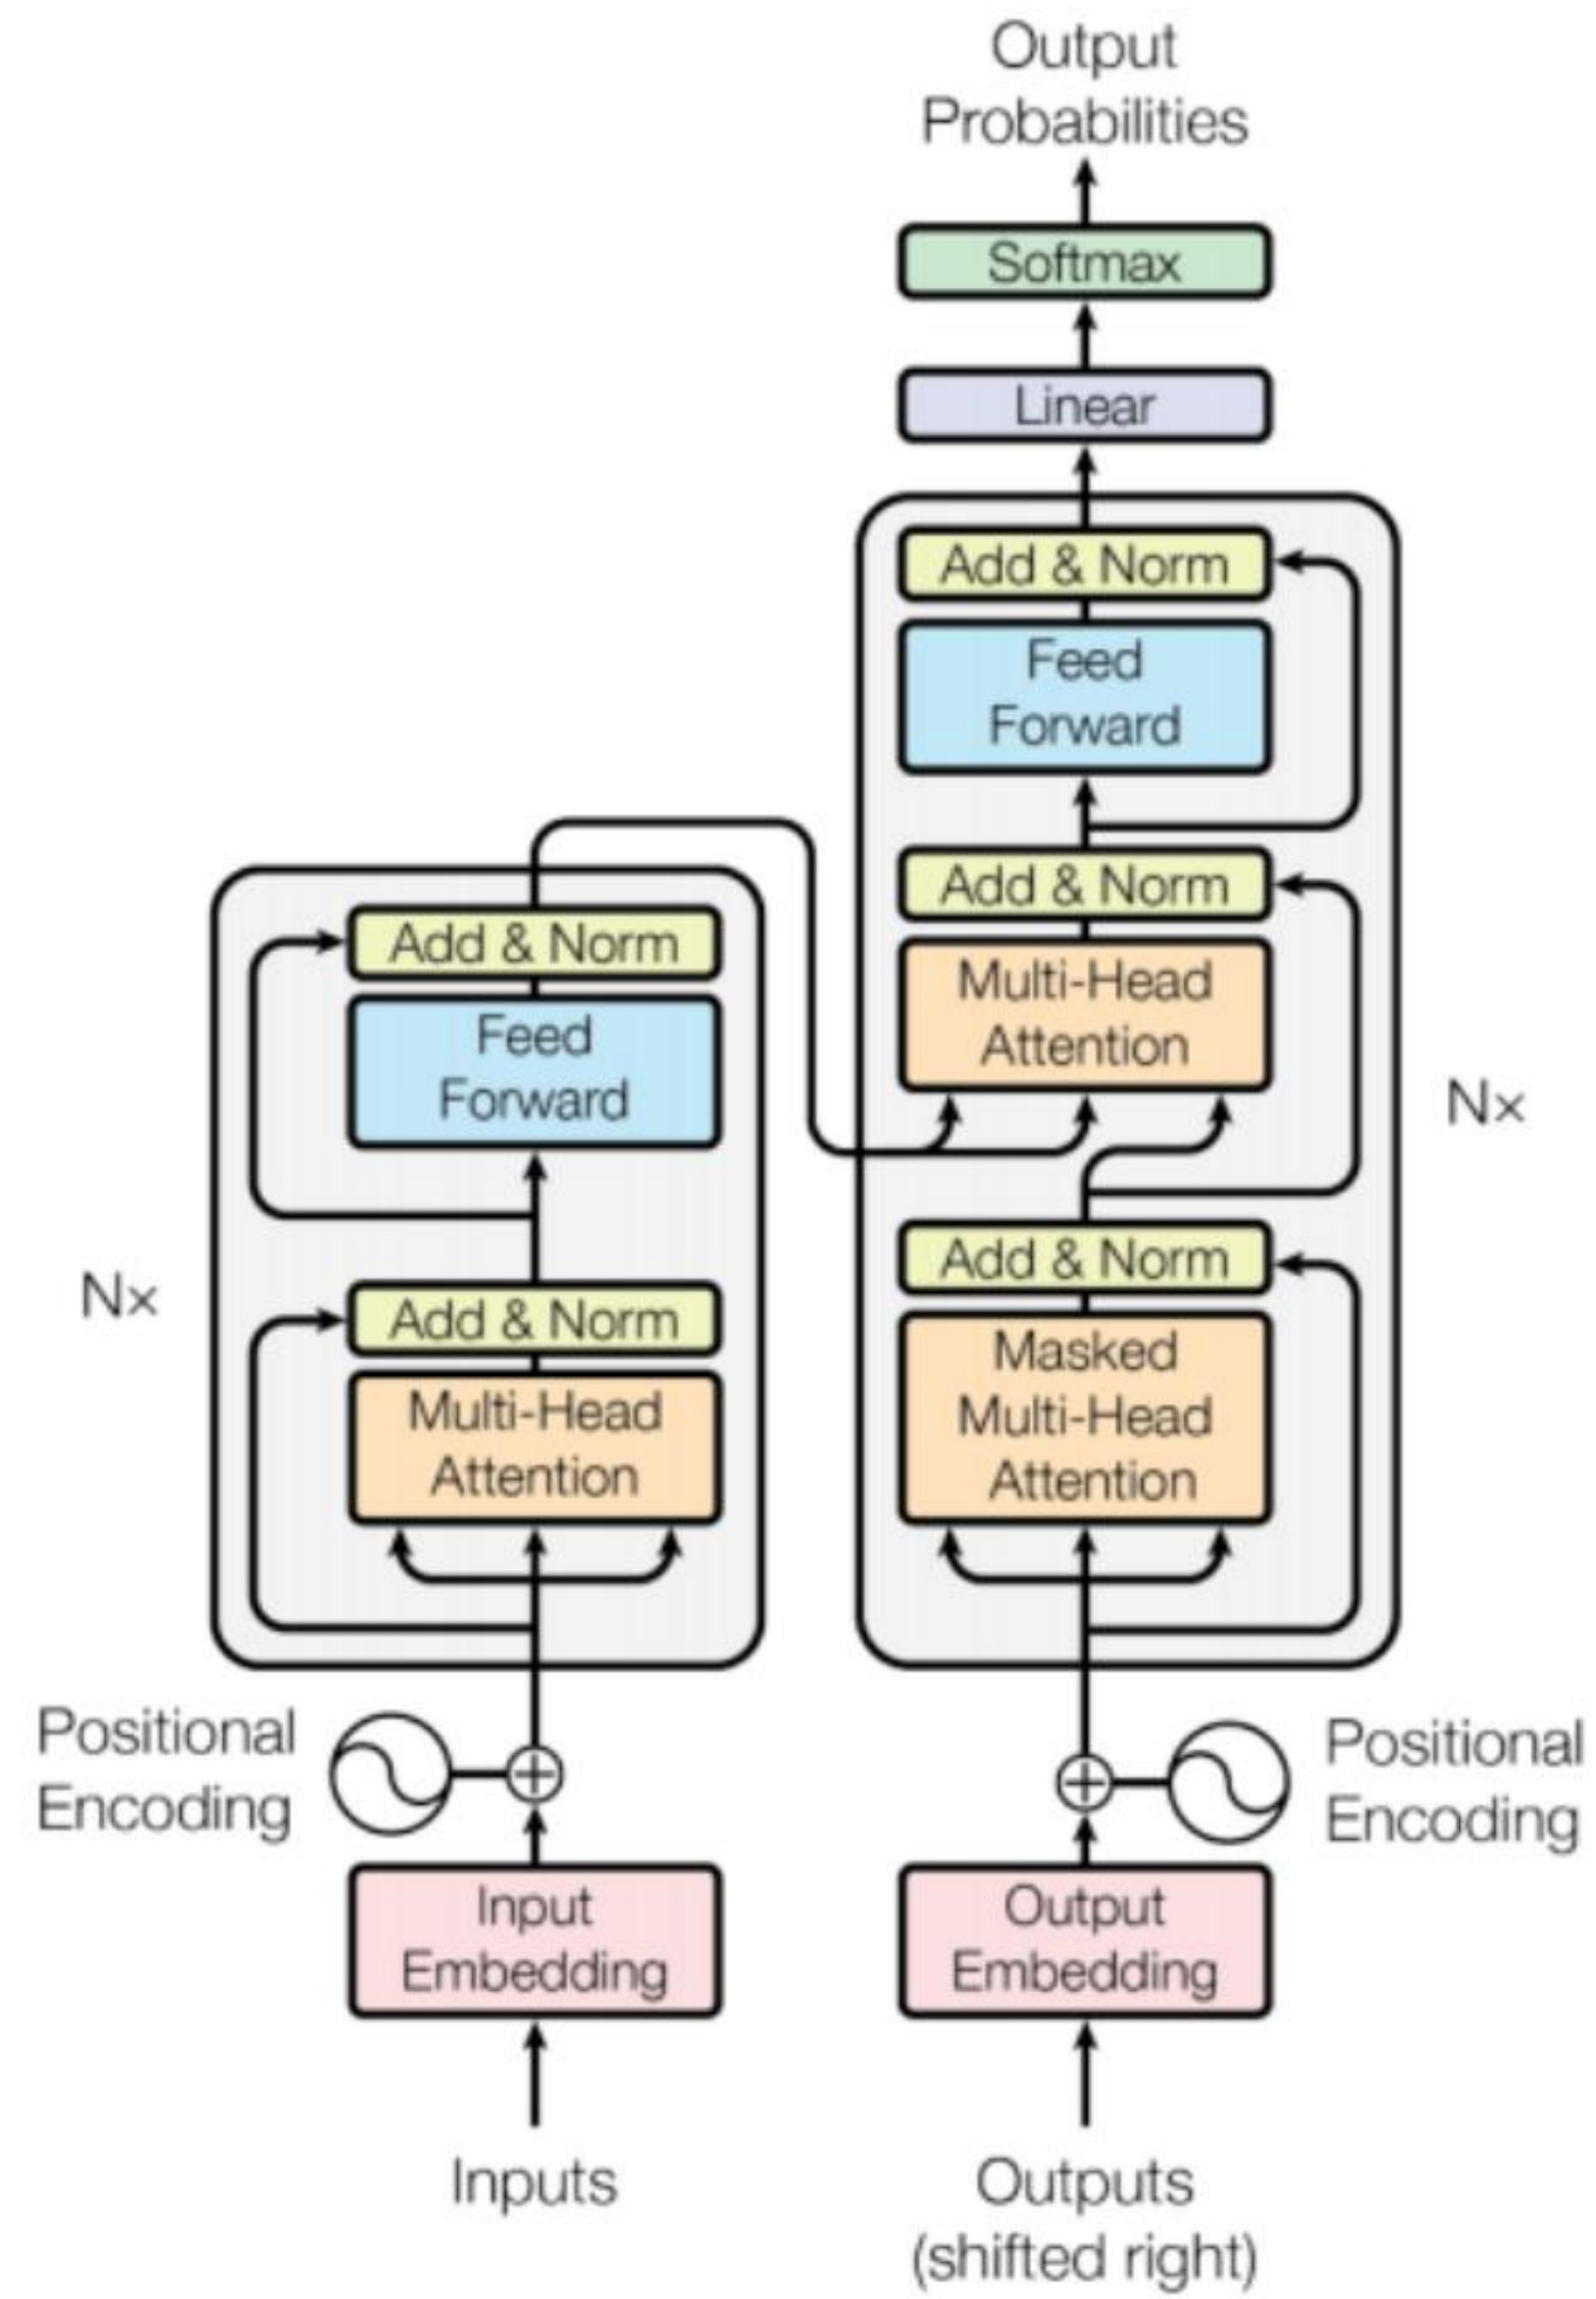 Output
Probabilities
Softmax
Linear
Add & Norm
Feed
Forward
Add & Norm
Multi-Head
Attention
Add & Norm
Masked
Multi-Head
Attention
Nx
Add & Norm
Feed
Forward
Add & Norm
Multi-Head
Attention
Nx
Positional
Encoding
Positional
Encoding
Input
Embedding
Output
Embedding
Inputs
Outputs
(shifted right)